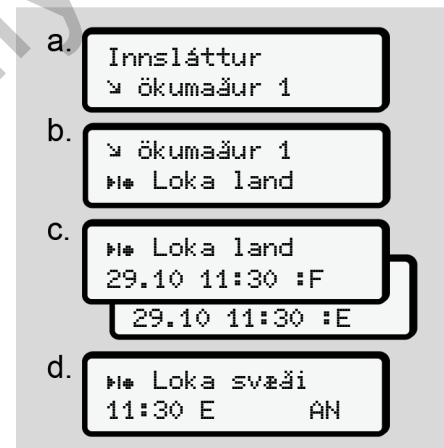 a.
Innsláttur
ökumaður 1
b.
ökumaður 1
Loka land
c.
Loka land
29.10 11:30 :F
29.10 11:30 :E
d.
Loka svæði
11:30 E AN